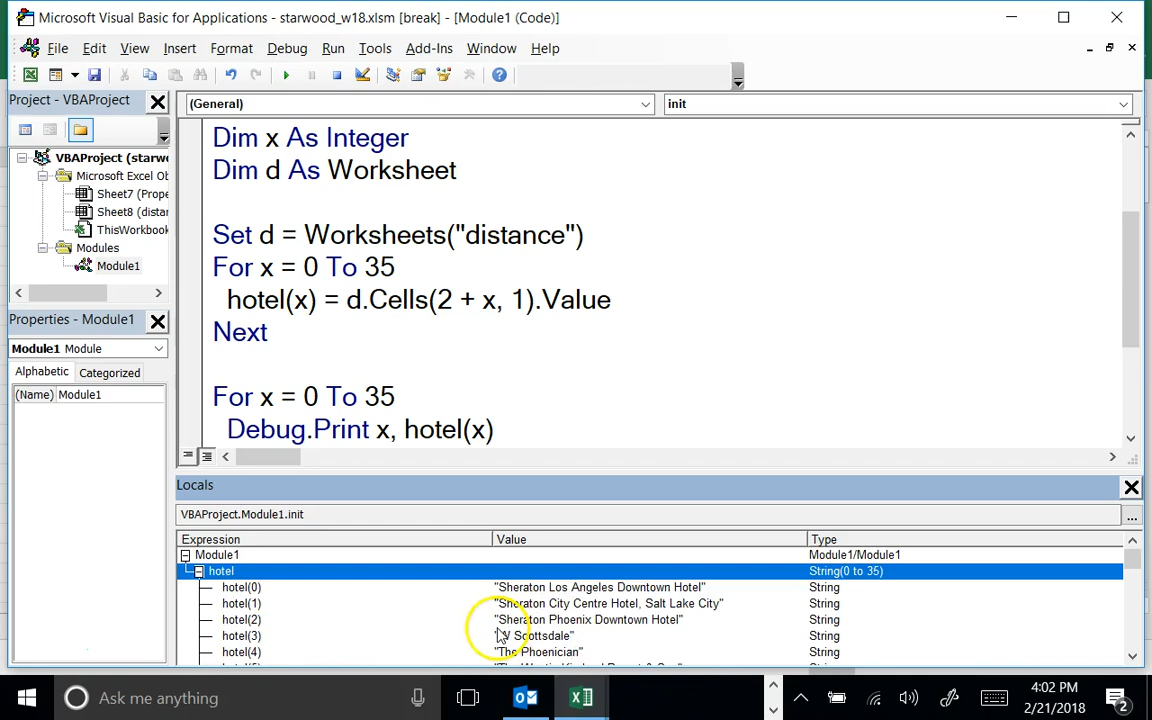 Microsoft Visual Basic for Applications - starwood_w18.xlsm [break] - [Module1 (Code)]
File Edit View Insert Format Debug Run Tools Add-Ins Window Help
Project - VBAProject
(General)
init
VBAProject (starwo
Microsoft Excel Ob
Sheet7 (Prope
Sheet8 (distar
ThisWorkbook
Modules
Module1
Properties - Module1
Module1 Module
Alphabetic Categorized
(Name) Module1
Dim x As Integer
Dim d As Worksheet
Set d = Worksheets("distance")
For x = 0 To 35
hotel(x) = d.Cells(2 + x, 1).Value
Next
For x = 0 To 35
Debug.Print x, hotel(x)
Locals
VBAProject.Module1.init
...
Expression Value Type
Module1 Module1/Module1
hotel String(0 to 35)
hotel(0) "Sheraton Los Angeles Downtown Hotel" String
hotel(1) "Sheraton City Centre Hotel, Salt Lake City" String
hotel(2) "Sheraton Phoenix Downtown Hotel" String
hotel(3) "W Scottsdale" String
hotel(4) "The Phoenician" String
Ask me anything
4:02 PM
2/21/2018
2